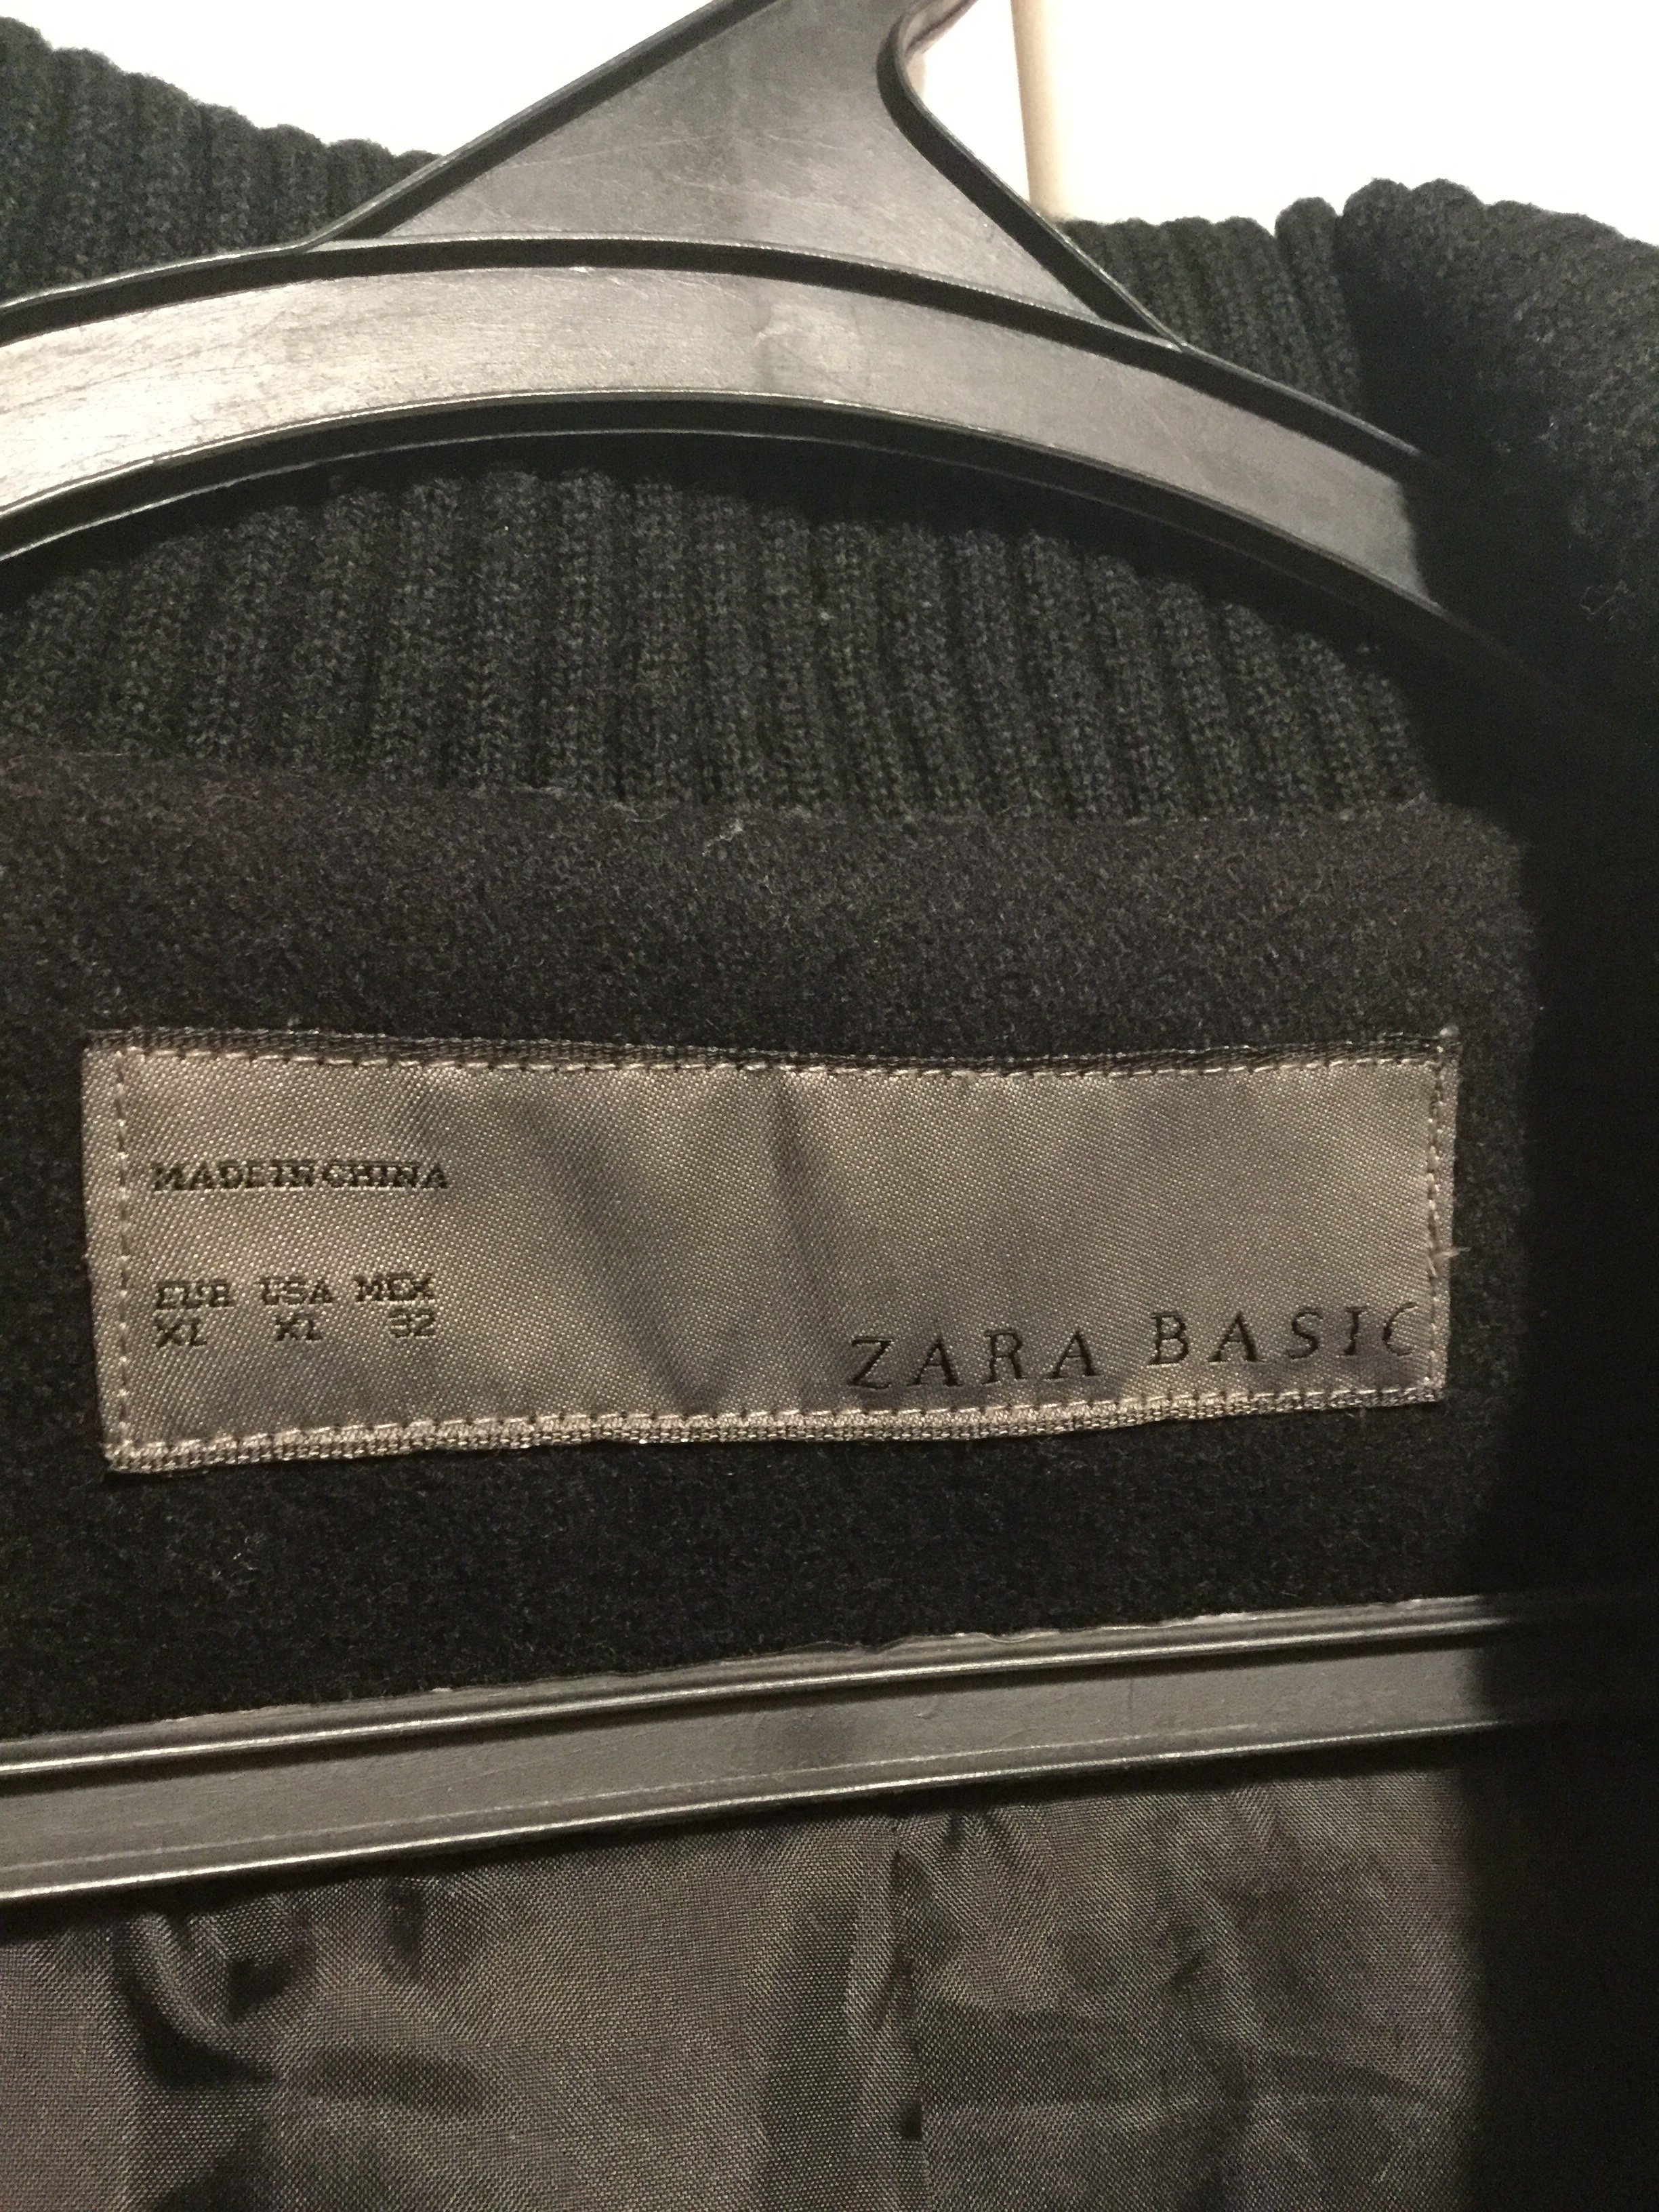 MADE IN CHINA
EUR USA MEX
XL XL 32
ZARA BASIC